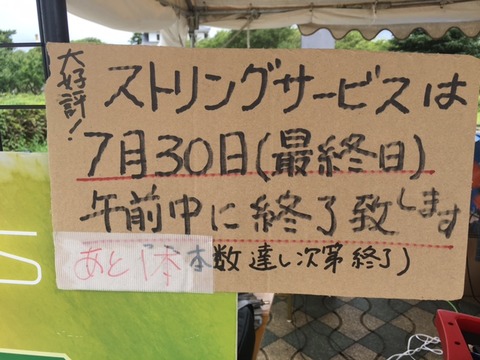 大好評!
ストリングサービスは
7月30日(最終日)
午前中に終了致します
あと1本 本数達し次第終了)